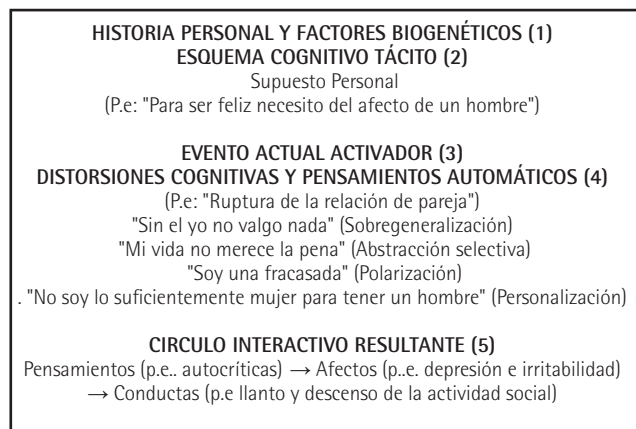 HISTORIA PERSONAL Y FACTORES BIOGENÉTICOS (1)
ESQUEMA COGNITIVO TÁCITO (2)
Supuesto Personal
(P.e: "Para ser feliz necesito del afecto de un hombre")
EVENTO ACTUAL ACTIVADOR (3)
DISTORSIONES COGNITIVAS Y PENSAMIENTOS AUTOMÁTICOS (4)
(P.e: "Ruptura de la relación de pareja")
"Sin el yo no valgo nada" (Sobregeneralización)
"Mi vida no merece la pena" (Abstracción selectiva)
"Soy una fracasada" (Polarización)
. "No soy lo suficientemente mujer para tener un hombre" (Personalización)
CIRCULO INTERACTIVO RESULTANTE (5)
Pensamientos (p.e.. autocríticas) → Afectos (p..e. depresión e irritabilidad)
→ Conductas (p.e llanto y descenso de la actividad social)